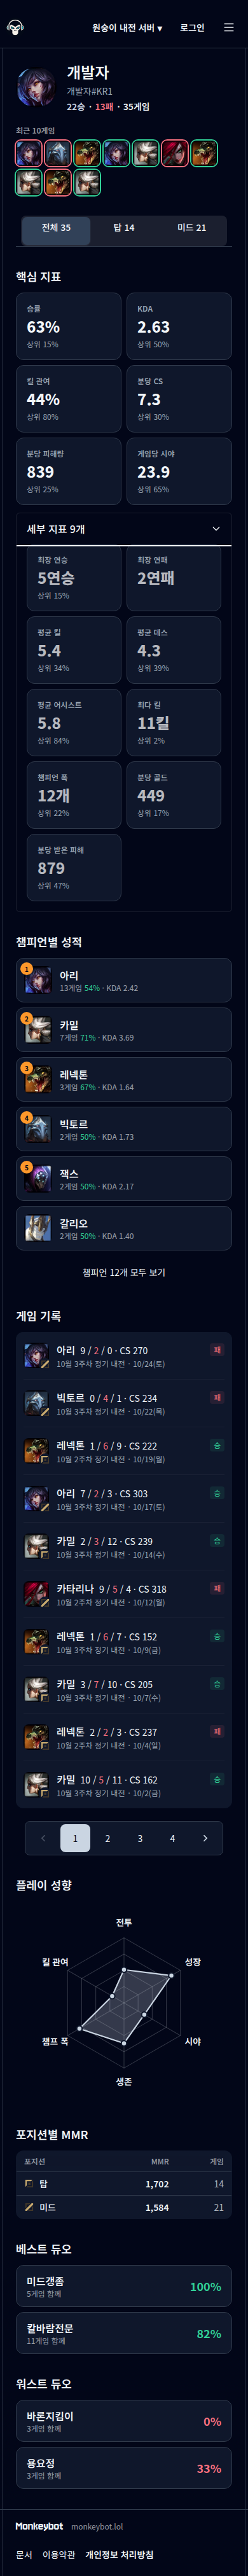 원숭이 내전 서버 ▾ 로그인
개발자
개발자#KR1
22승 · 13패 · 35게임
최근 10게임
전체 35 탑 14 미드 21
핵심 지표
승률 KDA
63% 2.63
상위 15% 상위 50%
킬 관여 분당 CS
44% 7.3
상위 80% 상위 30%
분당 피해량 게임당 시야
839 23.9
상위 25% 상위 65%
세부 지표 9개
최장 연승 최장 연패
5연승 2연패
상위 15%
평균 킬 평균 데스
5.4 4.3
상위 34% 상위 39%
평균 어시스트 최다 킬
5.8 11킬
상위 84% 상위 2%
챔피언 폭 분당 골드
12개 449
상위 22% 상위 17%
분당 받은 피해
879
상위 47%
챔피언별 성적
1
아리
13게임 54% · KDA 2.42
2
카밀
7게임 71% · KDA 3.69
3
레넥톤
3게임 67% · KDA 1.64
4
빅토르
2게임 50% · KDA 1.73
5
잭스
2게임 50% · KDA 2.17
갈리오
2게임 50% · KDA 1.40
챔피언 12개 모두 보기
게임 기록
아리 9 / 2 / 0 · CS 270 패
10월 3주차 정기 내전 · 10/24(토)
빅토르 0 / 4 / 1 · CS 234 패
10월 3주차 정기 내전 · 10/22(목)
레넥톤 1 / 6 / 9 · CS 222 승
10월 2주차 정기 내전 · 10/19(월)
아리 7 / 2 / 3 · CS 303 승
10월 3주차 정기 내전 · 10/17(토)
카밀 2 / 3 / 12 · CS 239 승
10월 3주차 정기 내전 · 10/14(수)
카타리나 9 / 5 / 4 · CS 318 패
10월 2주차 정기 내전 · 10/12(월)
레넥톤 1 / 6 / 7 · CS 152 승
10월 3주차 정기 내전 · 10/9(금)
카밀 3 / 7 / 10 · CS 205 승
10월 3주차 정기 내전 · 10/7(수)
레넥톤 2 / 2 / 3 · CS 237 패
10월 2주차 정기 내전 · 10/4(일)
카밀 10 / 5 / 11 · CS 162 승
10월 3주차 정기 내전 · 10/2(금)
1 2 3 4
플레이 성향
전투
킬 관여 성장
챔프 폭 시야
생존
포지션별 MMR
포지션 MMR 게임
탑 1,702 14
미드 1,584 21
베스트 듀오
미드갱좀 100%
5게임 함께
칼바람전문 82%
11게임 함께
워스트 듀오
바론지킴이 0%
3게임 함께
용요정 33%
3게임 함께
Monkeybot monkeybot.lol
문서 이용약관 개인정보 처리방침